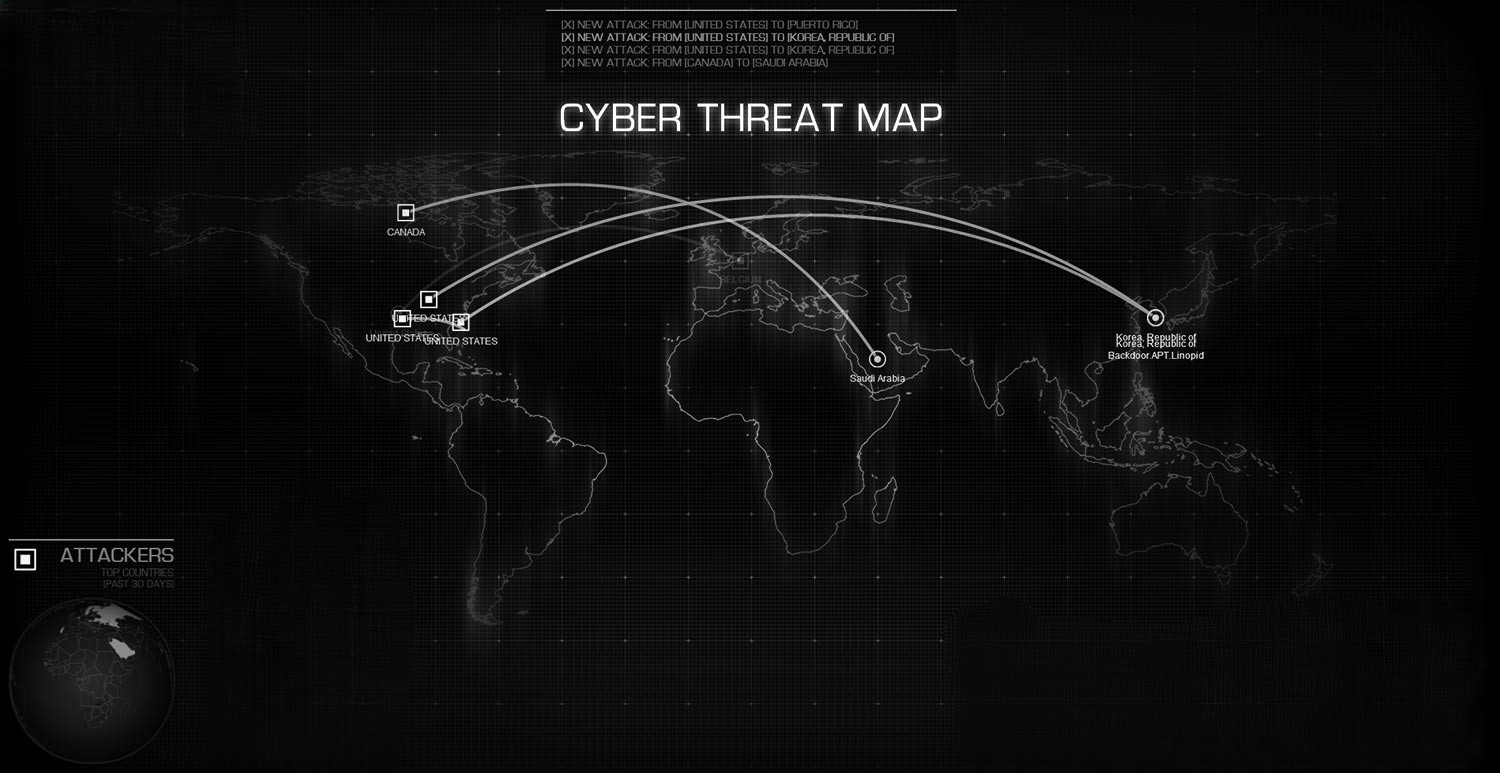 [X] NEW ATTACK: FROM [UNITED STATES] TO [PUERTO RICO]
[X] NEW ATTACK: FROM [UNITED STATES] TO [KOREA, REPUBLIC OF]
[X] NEW ATTACK: FROM [UNITED STATES] TO [KOREA, REPUBLIC OF]
[X] NEW ATTACK: FROM [CANADA] TO [SAUDI ARABIA]
CYBER THREAT MAP
CANADA
BELGIUM
UNITED STATES
UNITED STATES
UNITED STATES
Korea, Republic of
Korea, Republic of
Backdoor.APT.Linopid
Saudi Arabia
ATTACKERS
TOP COUNTRIES
(PAST 30 DAYS)